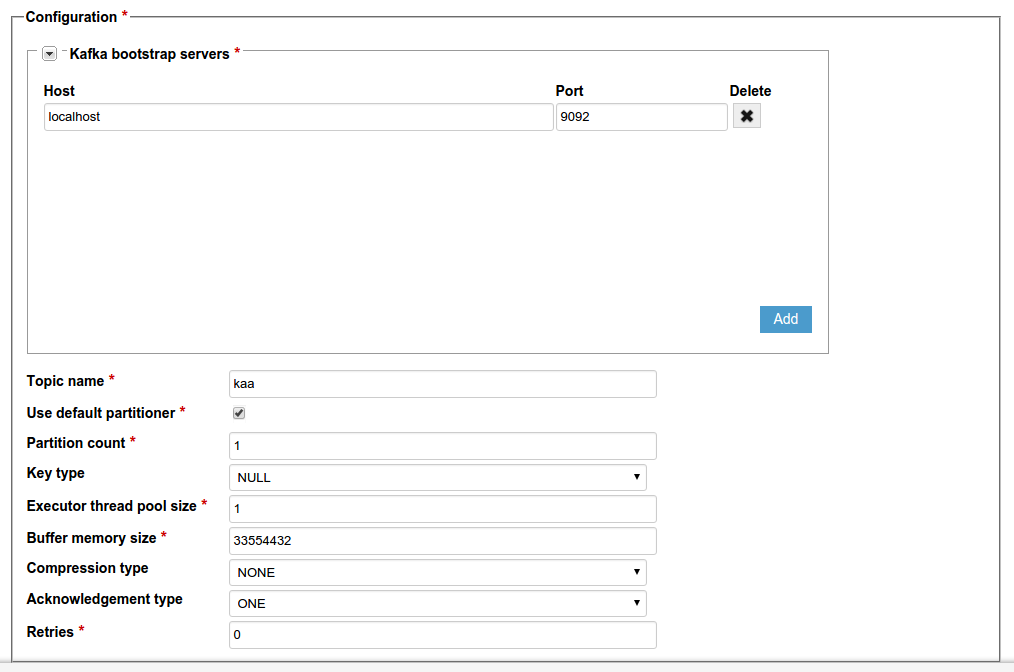 Configuration *
Kafka bootstrap servers *
Host Port Delete
localhost 9092
Add
Topic name * kaa
Use default partitioner *
Partition count * 1
Key type NULL
Executor thread pool size * 1
Buffer memory size * 33554432
Compression type NONE
Acknowledgement type ONE
Retries * 0